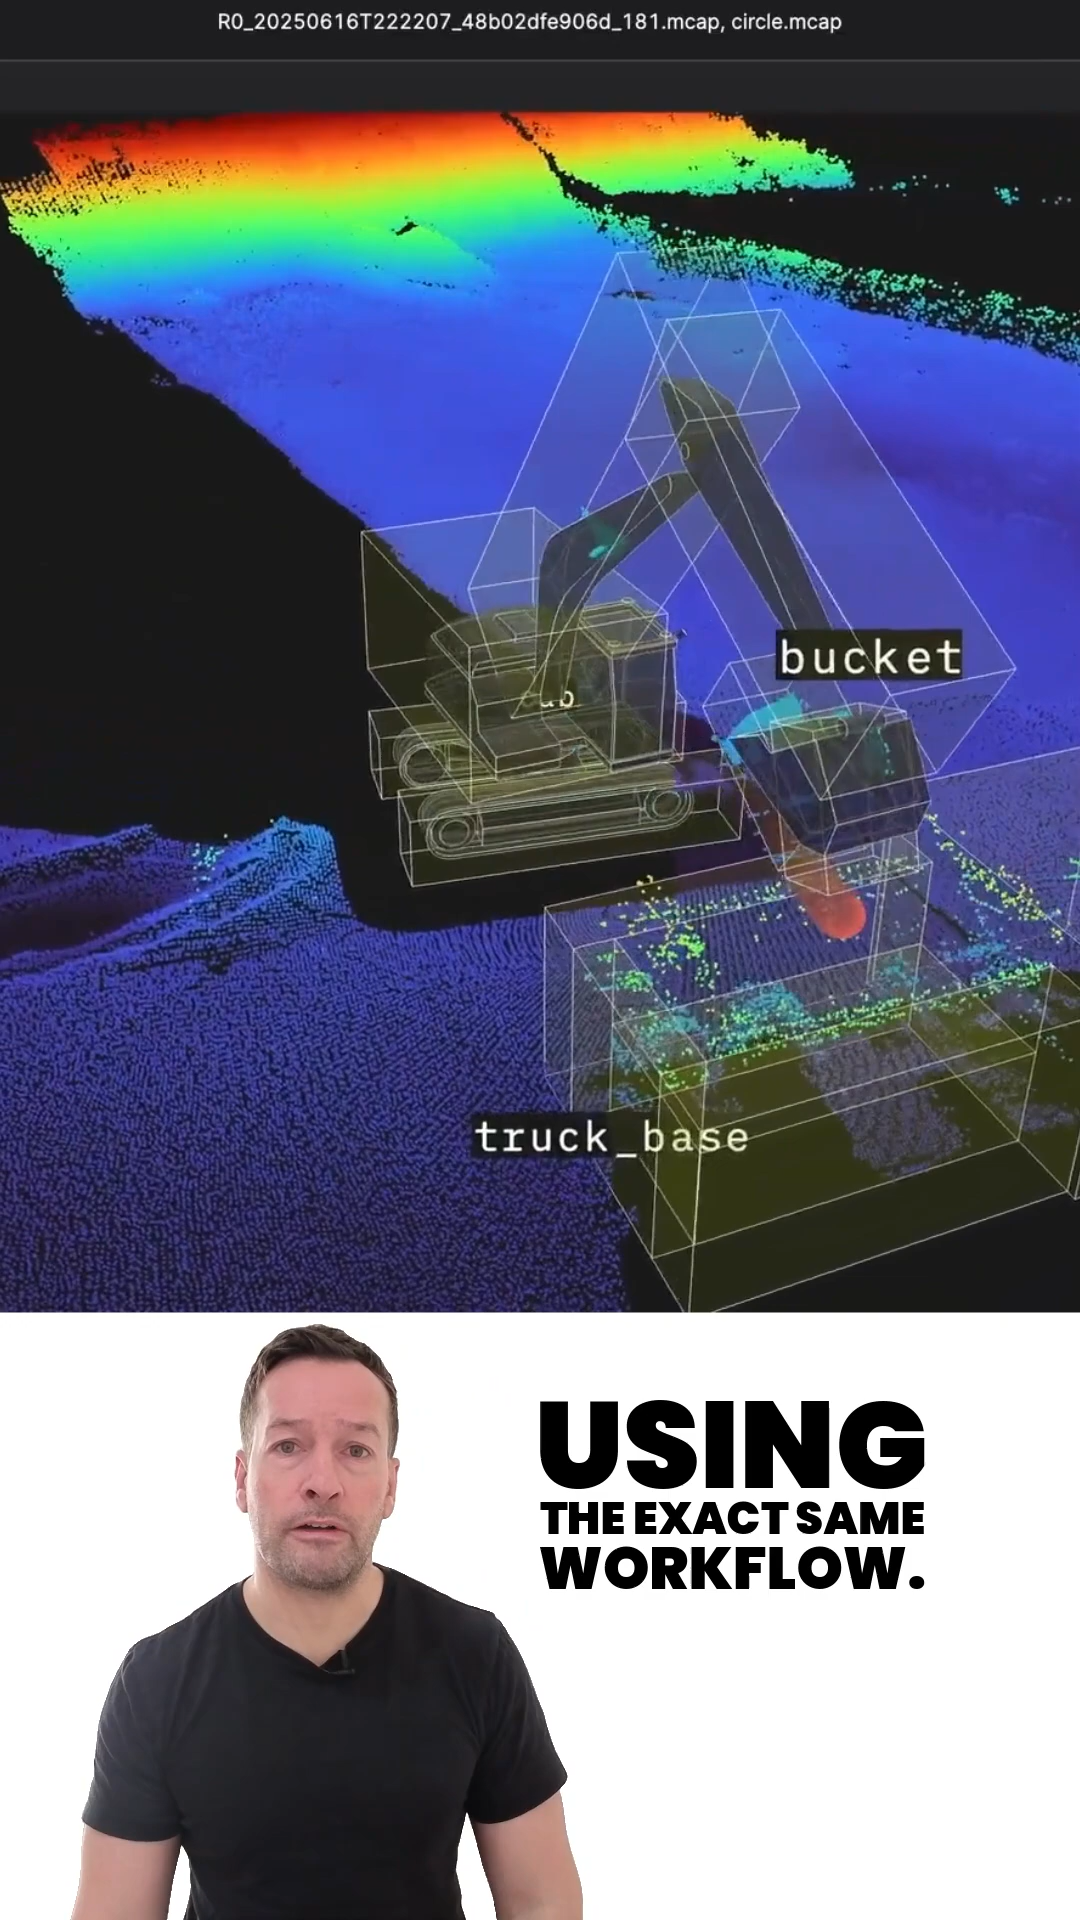 R0_20250616T222207_48b02dfe906d_181.mcap, circle.mcap
bucket
truck_base
USING
THE EXACT SAME
WORKFLOW.